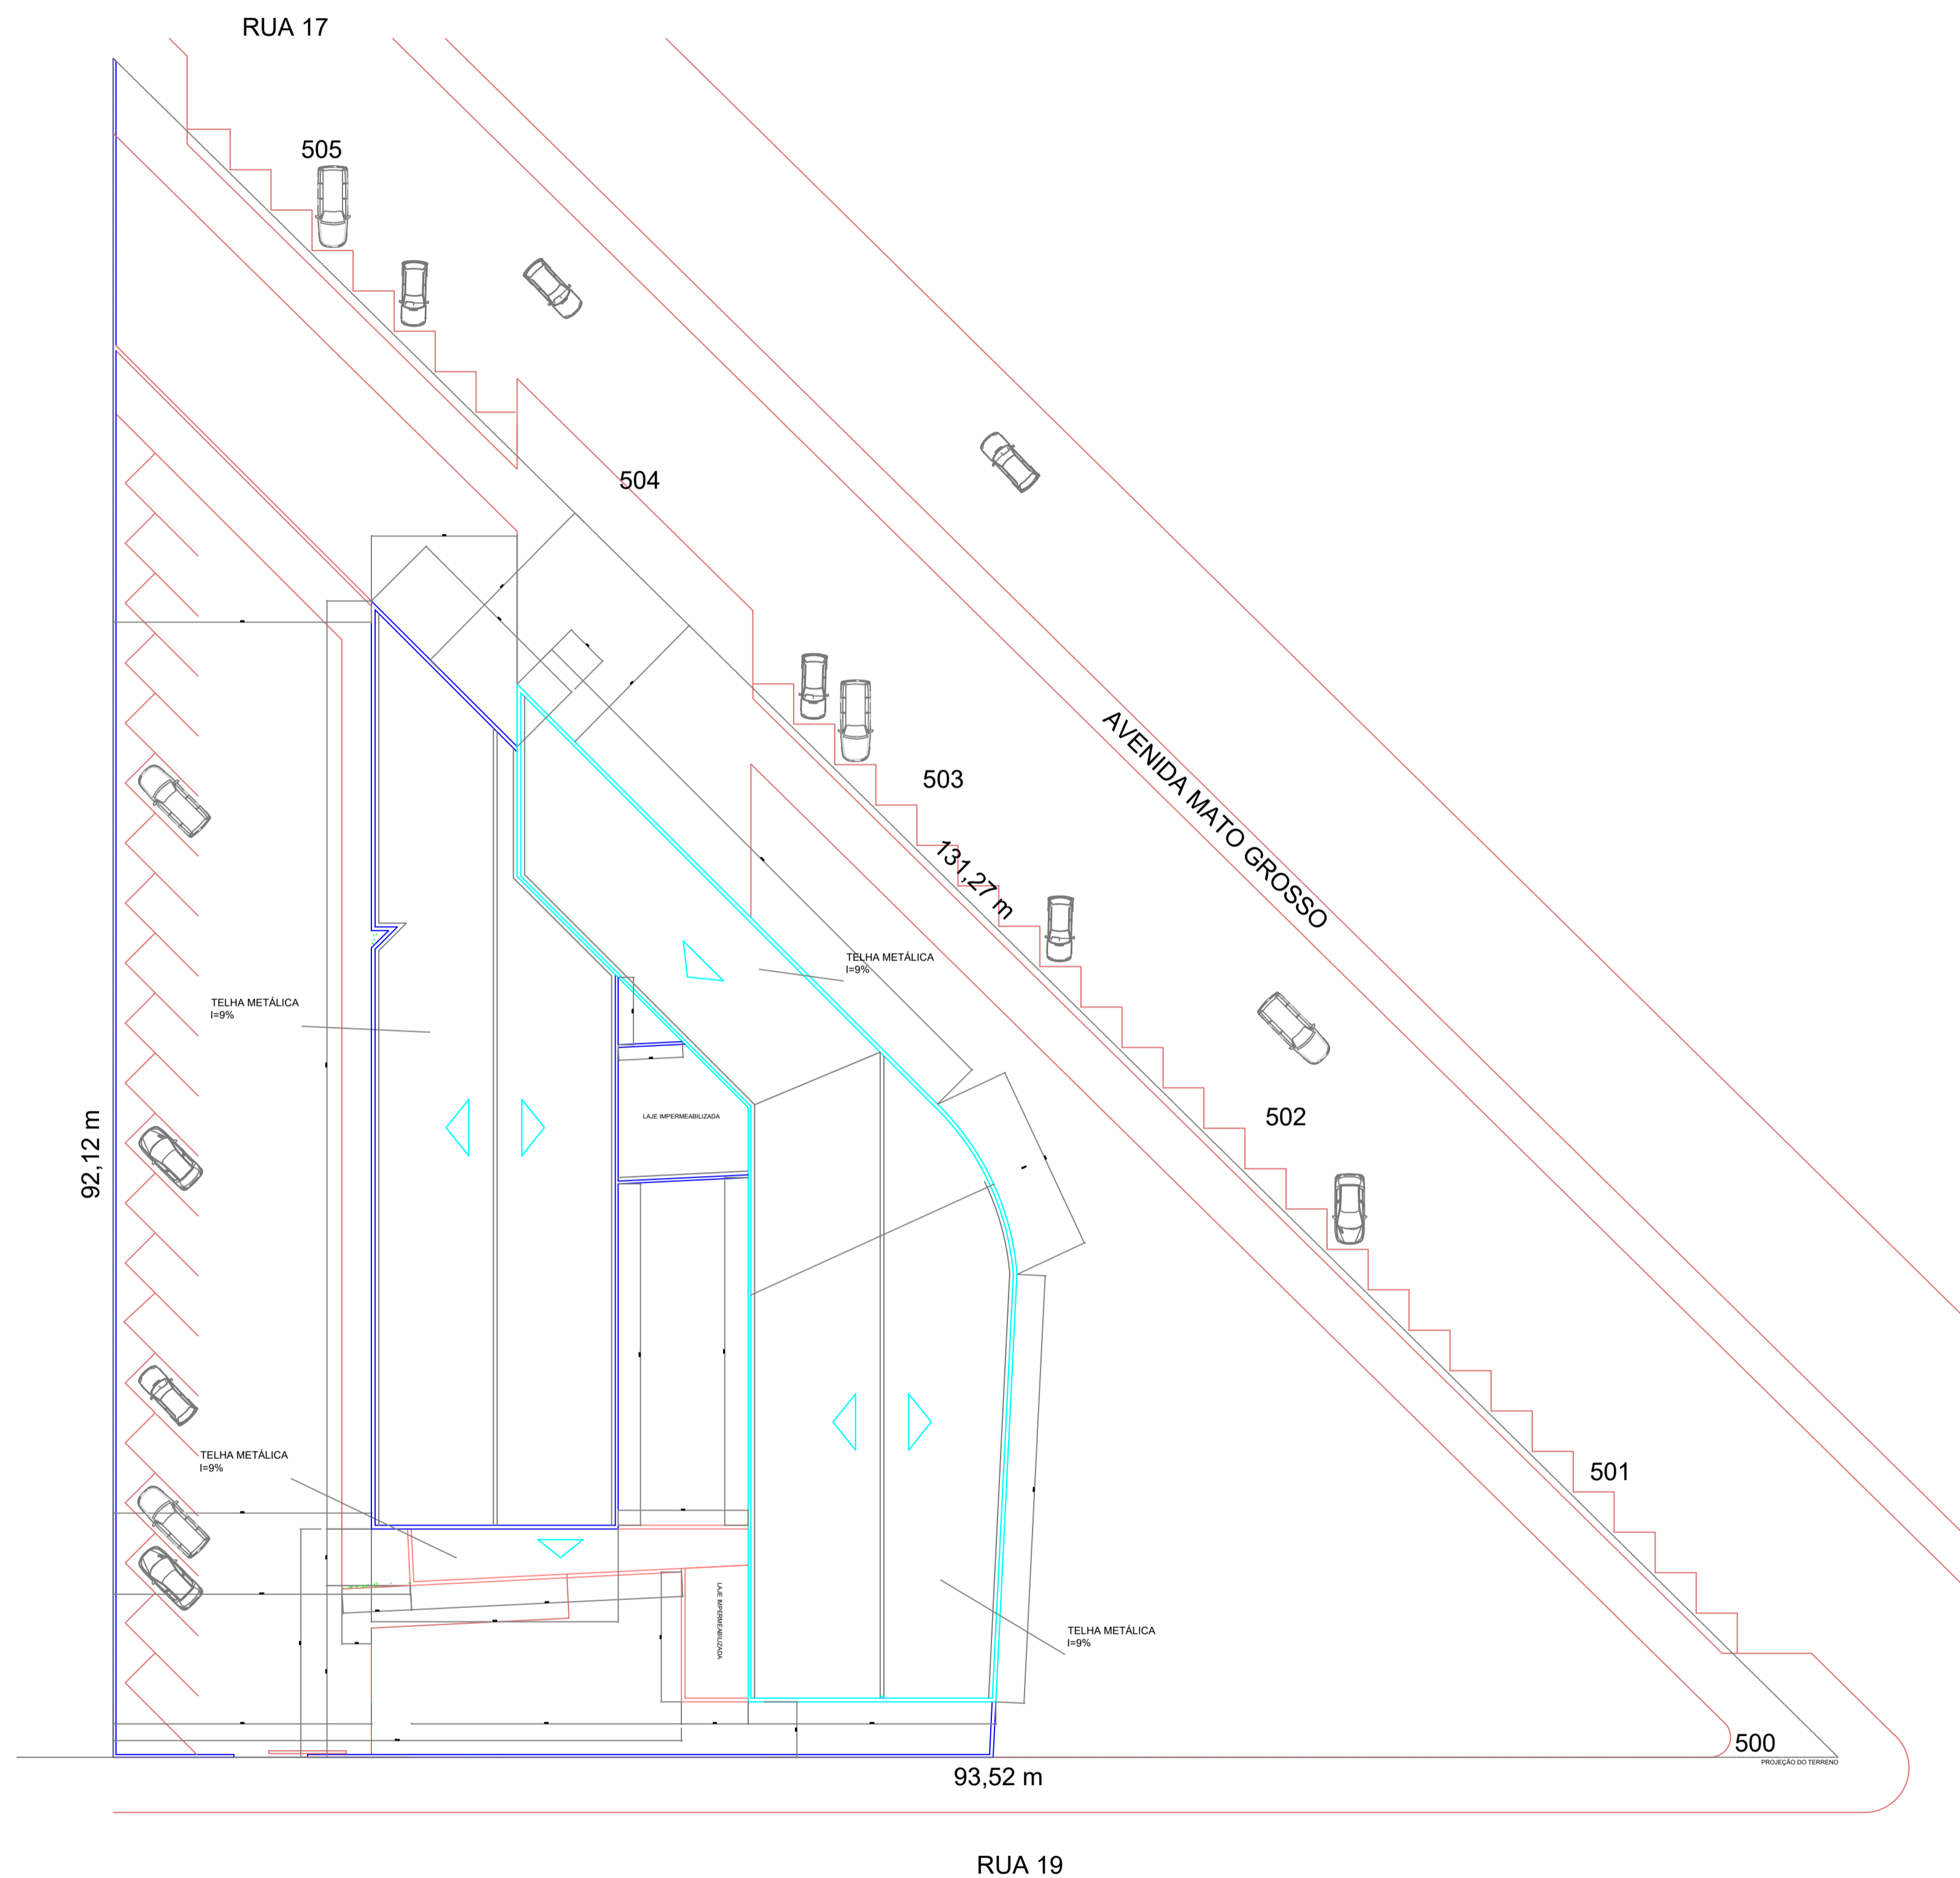 RUA 17
505
504
503
131,27 m
AVENIDA MATO GROSSO
TELHA METÁLICA
I=9%
TELHA METÁLICA
I=9%
LAJE IMPERMEABILIZADA
502
92,12 m
TELHA METÁLICA
I=9%
501
LAJE IMPERMEABILIZADA
TELHA METÁLICA
I=9%
500
PROJEÇÃO DO TERRENO
93,52 m
RUA 19